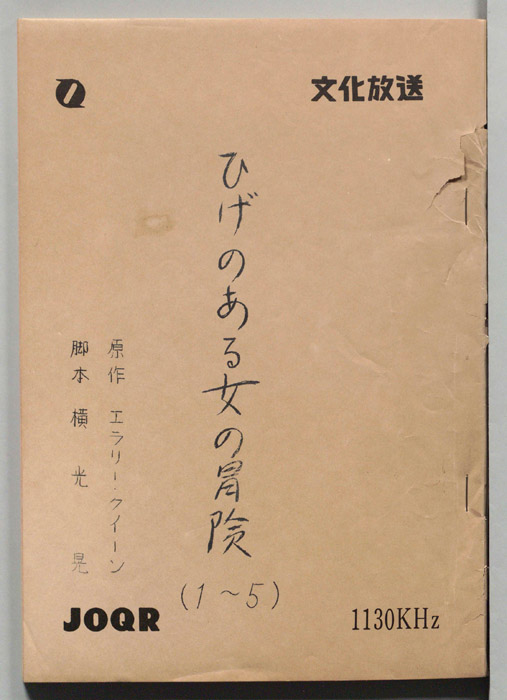 文化放送
ひげのある女の冒険
(1～5)
原作 エラリー・クイーン
脚本 横光 晃
JOQR
1130KHz